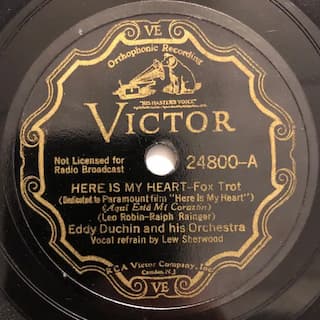 VE
Orthophonic Recording
"HIS MASTER'S VOICE"
VICTOR
Not Licensed for
Radio Broadcast
24800-A
HERE IS MY HEART-Fox Trot
(Dedicated to Paramount film "Here Is My Heart")
(Aquí Está Mi Corazón)
(Leo Robin-Ralph Rainger)
Eddy Duchin and his Orchestra
Vocal refrain by Lew Sherwood
RCA Victor Company, Inc.
Camden, N.J.
VE